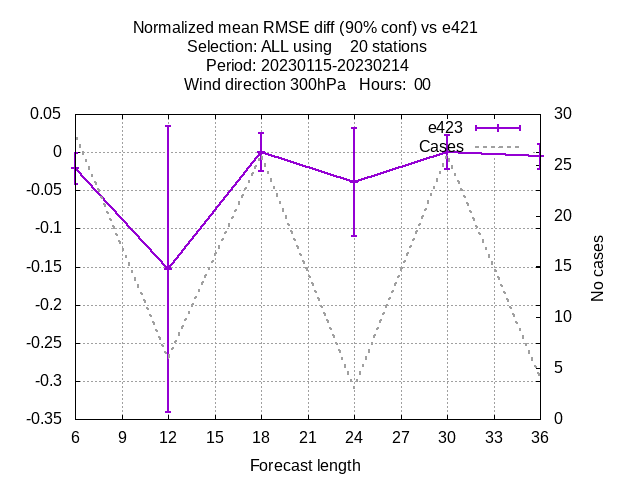 Normalized mean RMSE diff (90% conf) vs e421
Selection: ALL using    20 stations
Period: 20230115-20230214
Wind direction 300hPa   Hours:  00
e423
Cases
0.05
0
-0.05
-0.1
-0.15
-0.2
-0.25
-0.3
-0.35
30
25
20
15
10
5
0
No cases
6 9 12 15 18 21 24 27 30 33 36
Forecast length